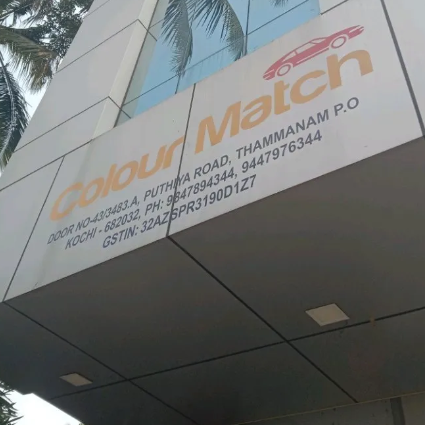 Colour Match
DOOR NO-43/3483.A, PUTHIYA ROAD, THAMMANAM P.O
KOCHI - 682032, PH: 9847894344, 9447976344
GSTIN: 32AZSPR3190D1Z7